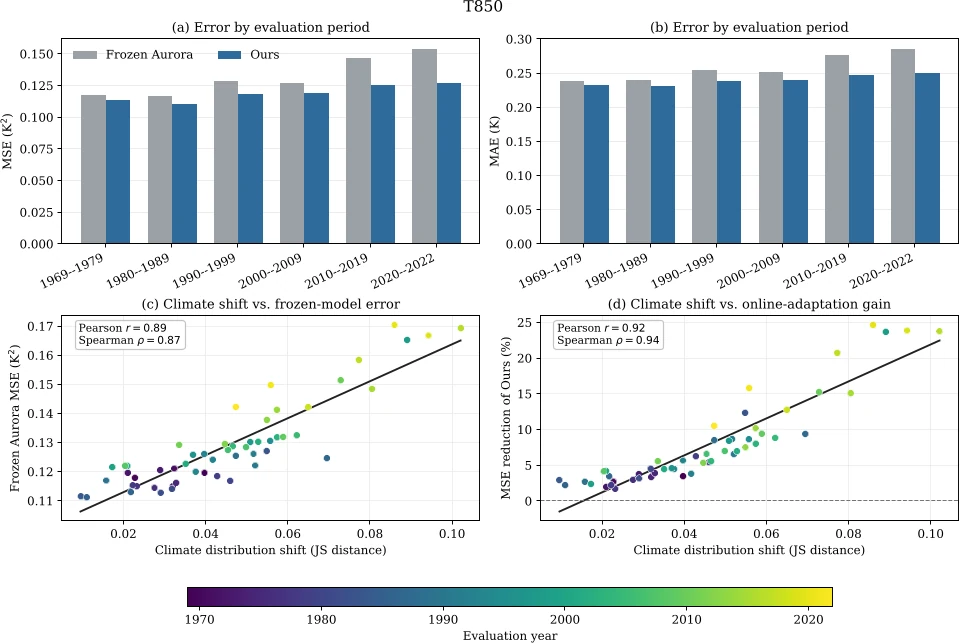 T850
(a) Error by evaluation period
MSE (K²)
0.150
0.125
0.100
0.075
0.050
0.025
0.000
Frozen Aurora
Ours
1969–1979
1980–1989
1990–1999
2000–2009
2010–2019
2020–2022
(b) Error by evaluation period
MAE (K)
0.30
0.25
0.20
0.15
0.10
0.05
0.00
1969–1979
1980–1989
1990–1999
2000–2009
2010–2019
2020–2022
(c) Climate shift vs. frozen-model error
Frozen Aurora MSE (K²)
0.17
0.16
0.15
0.14
0.13
0.12
0.11
Pearson r = 0.89
Spearman ρ = 0.87
0.02 0.04 0.06 0.08 0.10
Climate distribution shift (JS distance)
(d) Climate shift vs. online-adaptation gain
MSE reduction of Ours (%)
25
20
15
10
5
0
Pearson r = 0.92
Spearman ρ = 0.94
0.02 0.04 0.06 0.08 0.10
Climate distribution shift (JS distance)
1970 1980 1990 2000 2010 2020
Evaluation year